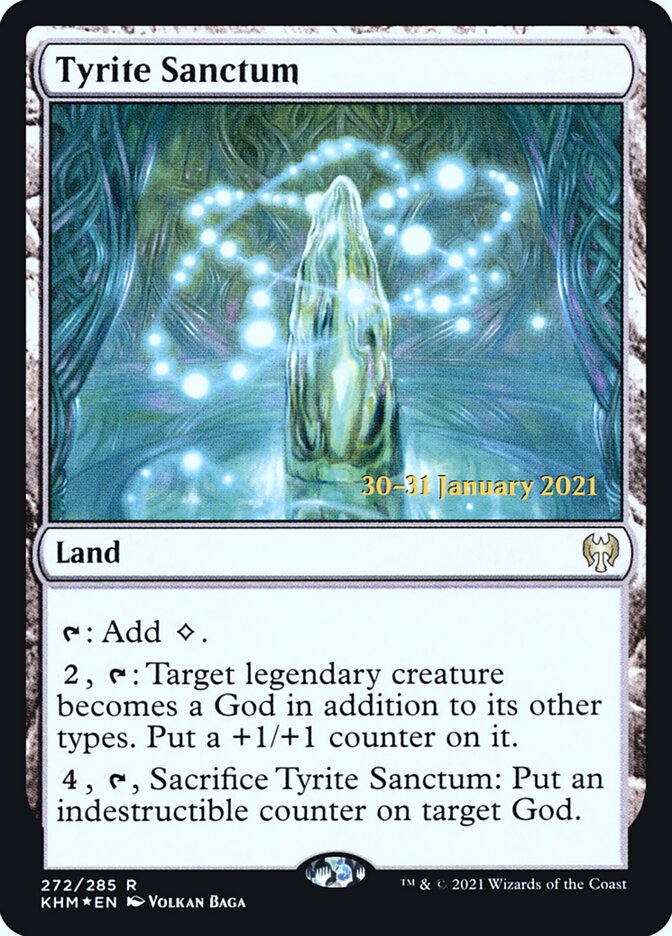 Tyrite Sanctum
30-31 January 2021
Land
: Add .
2, : Target legendary creature
becomes a God in addition to its other
types. Put a +1/+1 counter on it.
4, , Sacrifice Tyrite Sanctum: Put an
indestructible counter on target God.
272/285 R
™ & © 2021 Wizards of the Coast
KHM★EN Volkan Baga